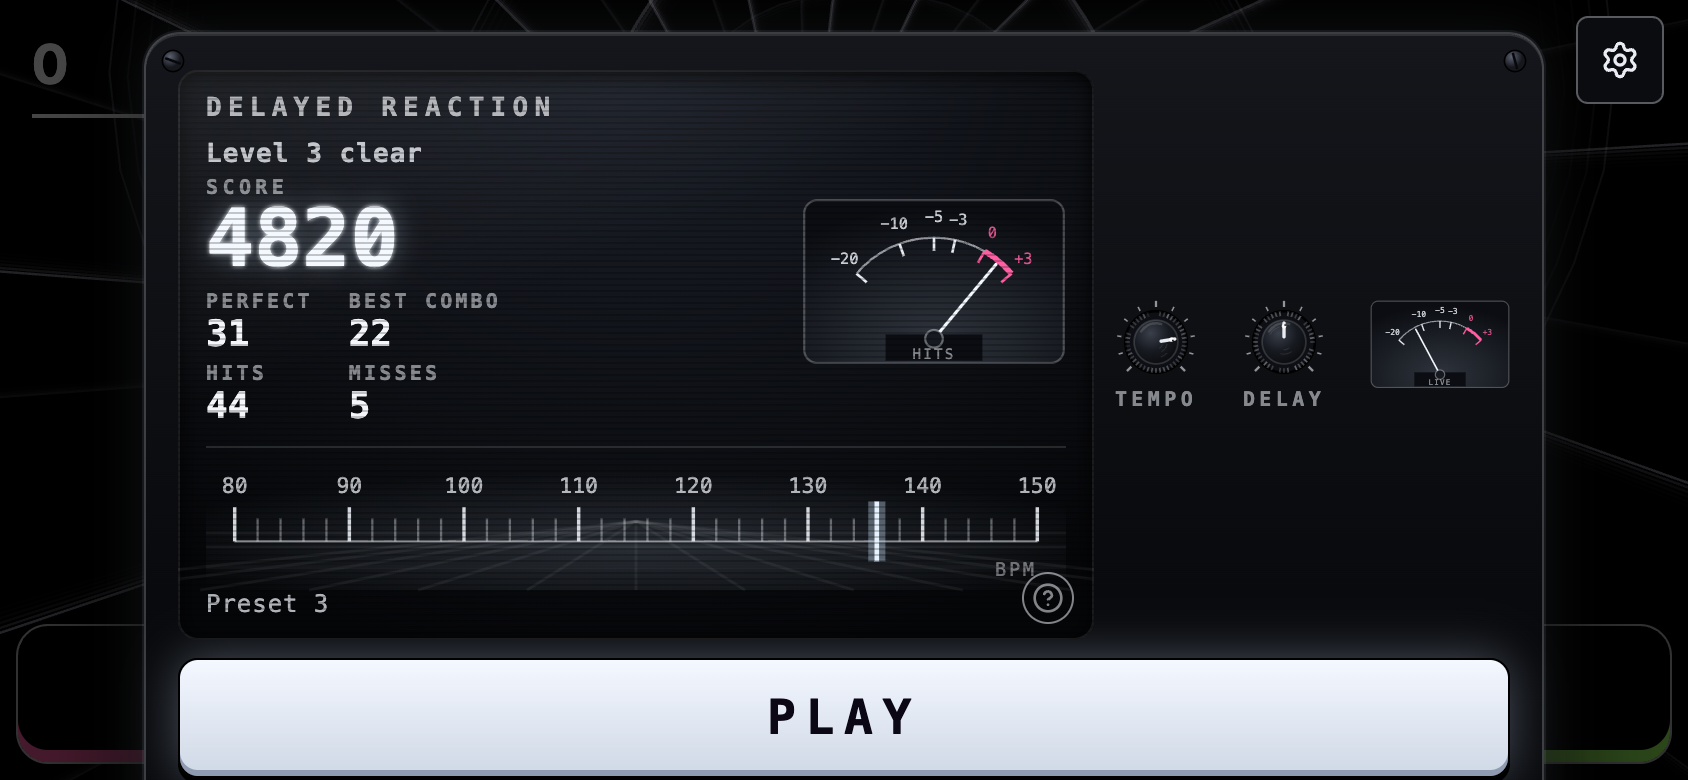 0
DELAYED REACTION
Level 3 clear
SCORE
4820
PERFECT BEST COMBO
31 22
HITS MISSES
44 5
-20 -10 -5 -3 0 +3
HITS
80 90 100 110 120 130 140 150
BPM
Preset 3
?
TEMPO DELAY
-20 -10 -5 -3 0 +3
LIVE
PLAY